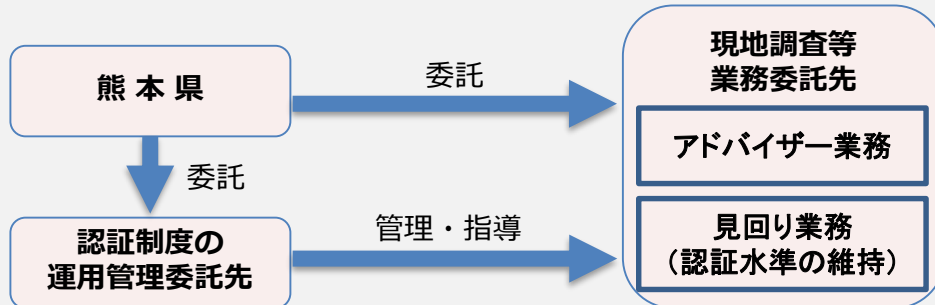 熊本県
委託
現地調査等
業務委託先
アドバイザー業務
委託
認証制度の
運用管理委託先
管理・指導
見回り業務
（認証水準の維持）